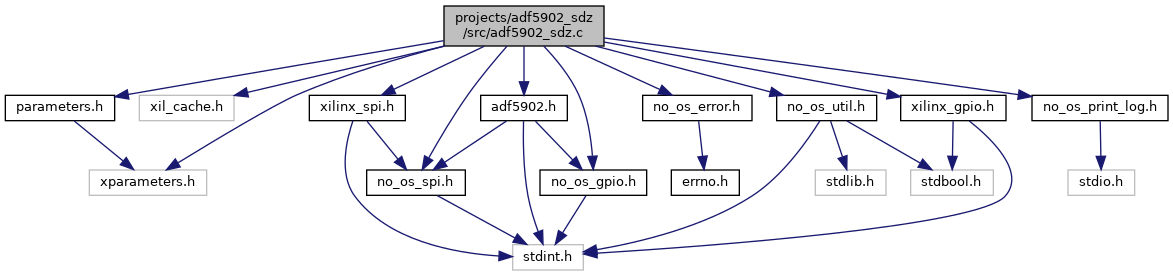 projects/adf5902_sdz
/src/adf5902_sdz.c
parameters.h
xil_cache.h
xilinx_spi.h
adf5902.h
no_os_error.h
no_os_util.h
xilinx_gpio.h
no_os_print_log.h
xparameters.h
no_os_spi.h
no_os_gpio.h
errno.h
stdlib.h
stdbool.h
stdio.h
stdint.h